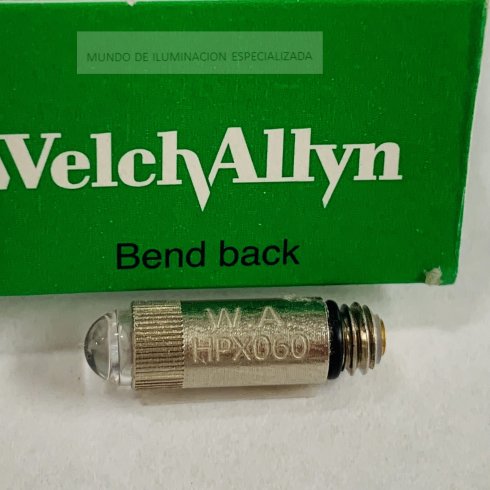 MUNDO DE ILUMINACION ESPECIALIZADA
WelchAllyn
Bend back
W A
HPX060